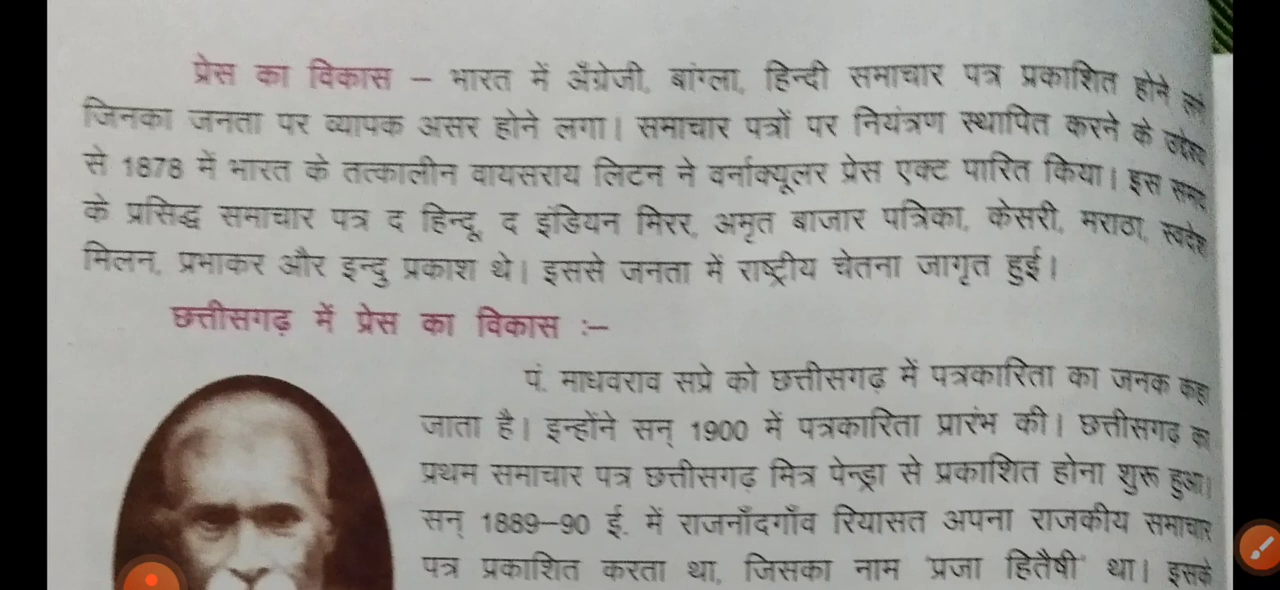 प्रेस का विकास – भारत में अँग्रेजी, बांग्ला, हिन्दी समाचार पत्र प्रकाशित होने लगे
जिनका जनता पर व्यापक असर होने लगा। समाचार पत्रों पर नियंत्रण स्थापित करने के उद्देश्य
से 1878 में भारत के तत्कालीन वायसराय लिटन ने वर्नाक्यूलर प्रेस एक्ट पारित किया। इस समय
के प्रसिद्ध समाचार पत्र द हिन्दू, द इंडियन मिरर, अमृत बाजार पत्रिका, केसरी, मराठा, स्वदेश
मिलन, प्रभाकर और इन्दु प्रकाश थे। इससे जनता में राष्ट्रीय चेतना जागृत हुई।
छत्तीसगढ़ में प्रेस का विकास :–
पं. माधवराव सप्रे को छत्तीसगढ़ में पत्रकारिता का जनक कहा
जाता है। इन्होंने सन् 1900 में पत्रकारिता प्रारंभ की। छत्तीसगढ़ का
प्रथम समाचार पत्र छत्तीसगढ़ मित्र पेन्ड्रा से प्रकाशित होना शुरू हुआ।
सन् 1889–90 ई. में राजनाँदगाँव रियासत अपना राजकीय समाचार
पत्र प्रकाशित करता था, जिसका नाम 'प्रजा हितैषी' था। इसके